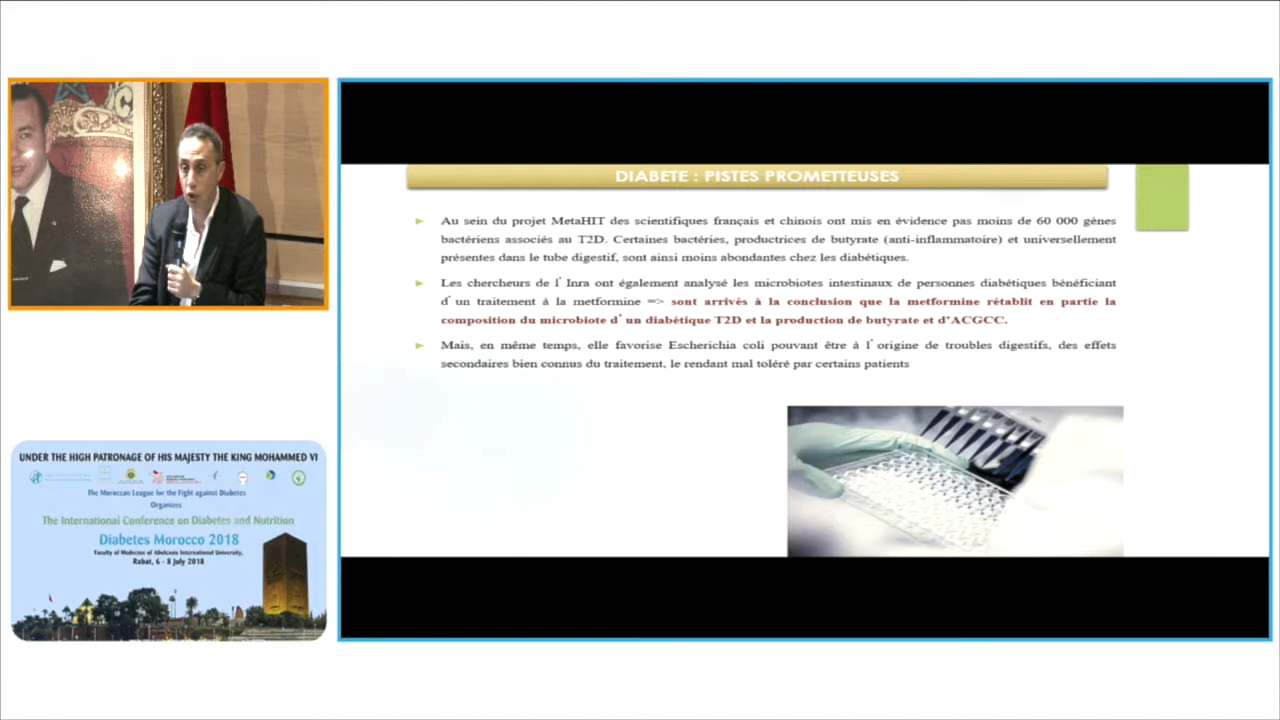 DIABETE : PISTES PROMETTEUSES
Au sein du projet MetaHIT des scientifiques français et chinois ont mis en évidence pas moins de 60 000 gènes
bactériens associés au T2D. Certaines bactéries, productrices de butyrate (anti-inflammatoire) et universellement
présentes dans le tube digestif, sont ainsi moins abondantes chez les diabétiques.
Les chercheurs de l' Inra ont également analysé les microbiotes intestinaux de personnes diabétiques bénéficiant
d' un traitement à la metformine => sont arrivés à la conclusion que la metformine rétablit en partie la
composition du microbiote d' un diabétique T2D et la production de butyrate et d'ACGCC.
Mais, en même temps, elle favorise Escherichia coli pouvant être à l' origine de troubles digestifs, des effets
secondaires bien connus du traitement, le rendant mal toléré par certains patients
UNDER THE HIGH PATRONAGE OF HIS MAJESTY THE KING MOHAMMED VI
The Moroccan League for the Fight against Diabetes
Organizes
The International Conference on Diabetes and Nutrition
Diabetes Morocco 2018
Faculty of Medicine of Abulcasis International University,
Rabat, 6 - 8 July 2018